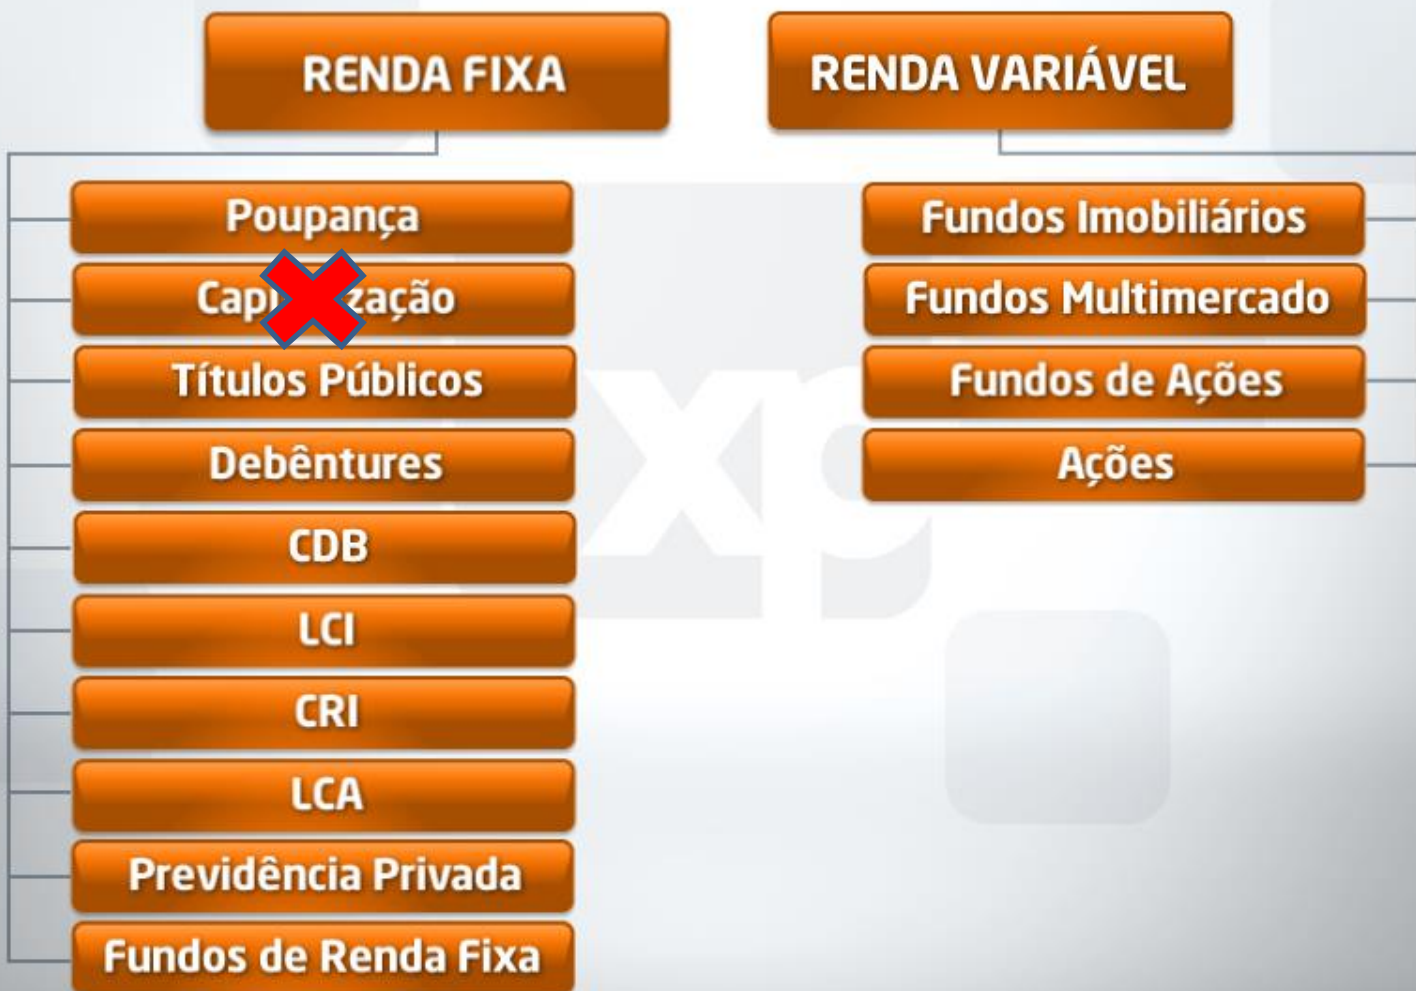 RENDA FIXA
Poupança
Títulos Públicos
Debêntures
CDB
LCI
CRI
LCA
Previdência Privada
Fundos de Renda Fixa
RENDA VARIÁVEL
Fundos Imobiliários
Fundos Multimercado
Fundos de Ações
Ações
xp